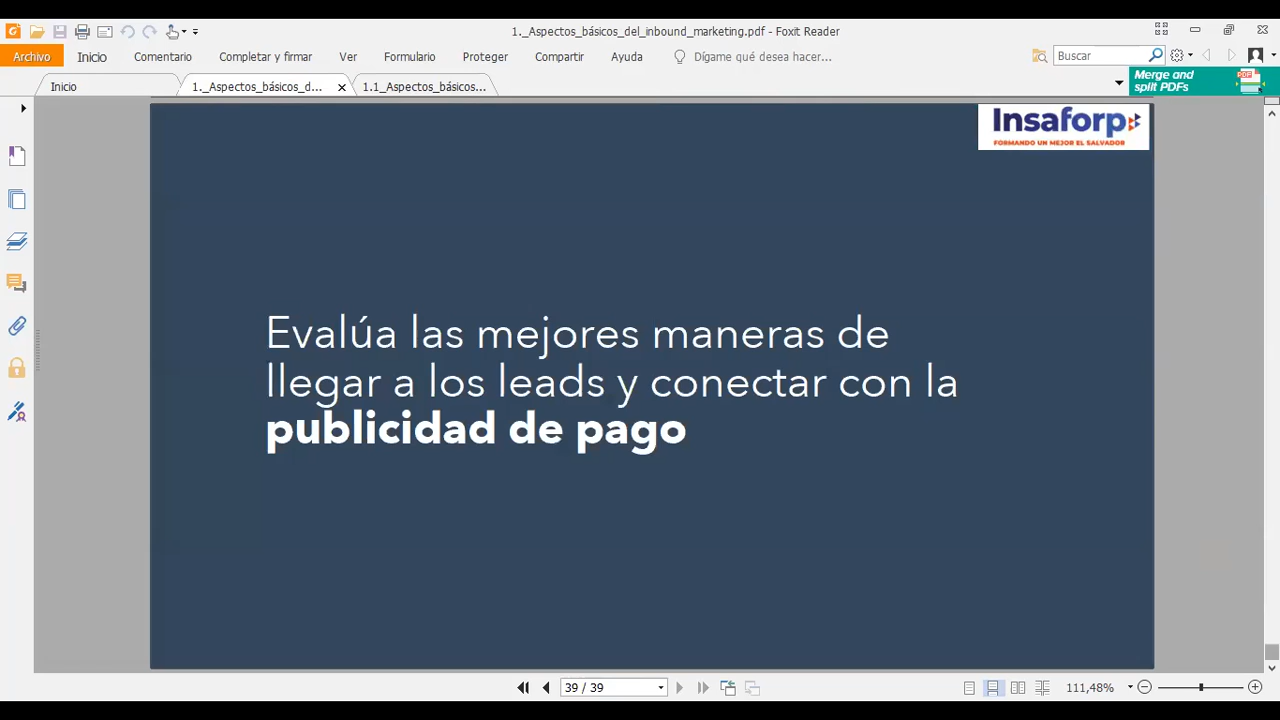 1._Aspectos_básicos_del_inbound_marketing.pdf - Foxit Reader
Archivo Inicio Comentario Completar y firmar Ver Formulario Proteger Compartir Ayuda Dígame qué desea hacer... Buscar
Inicio 1._Aspectos_básicos_d... 1.1_Aspectos_básicos...
Merge and
split PDFs
PDF
Insaforp
FORMANDO UN MEJOR EL SALVADOR
Evalúa las mejores maneras de
llegar a los leads y conectar con la
publicidad de pago
39 / 39 111,48%